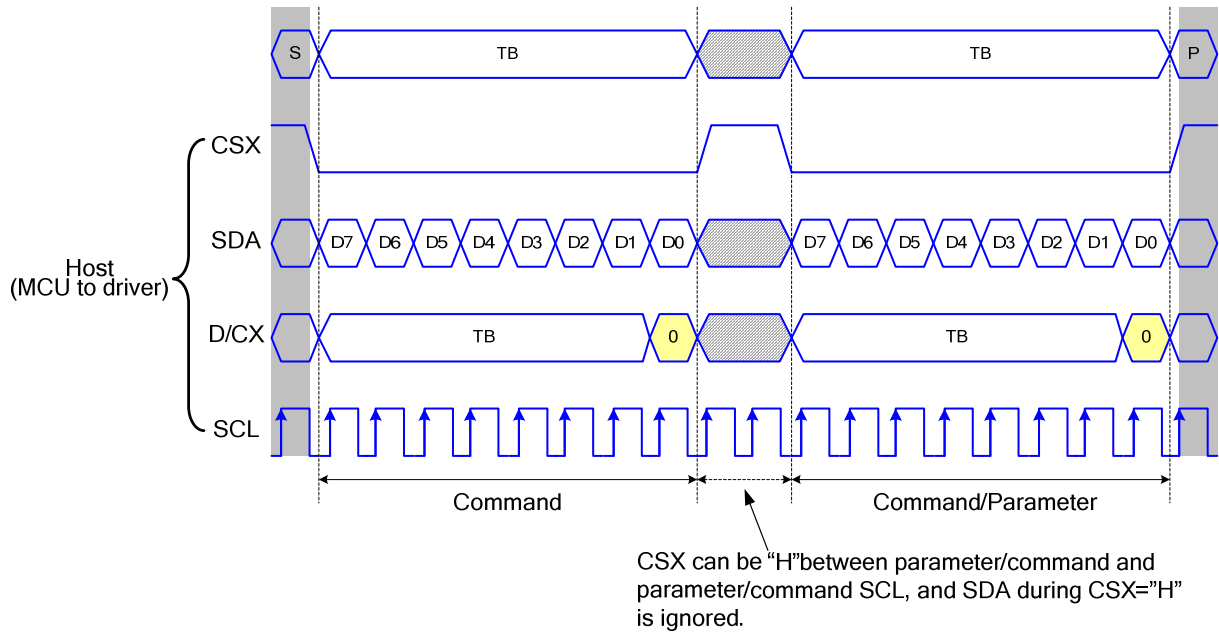 S TB TB P
CSX
SDA D7 D6 D5 D4 D3 D2 D1 D0 D7 D6 D5 D4 D3 D2 D1 D0
Host
(MCU to driver)
D/CX TB 0 TB 0
SCL
Command Command/Parameter
CSX can be “H”between parameter/command and
parameter/command SCL, and SDA during CSX=”H”
is ignored.